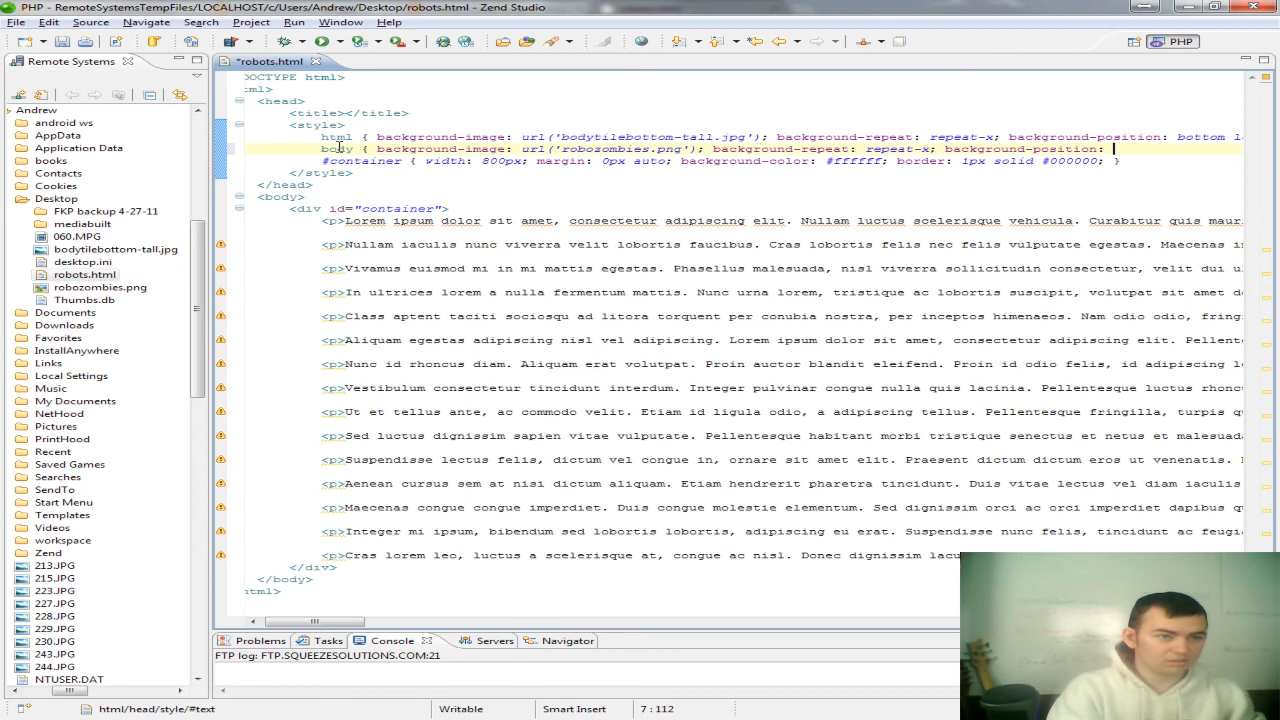 PHP - RemoteSystemsTempFiles/LOCALHOST/c/Users/Andrew/Desktop/robots.html - Zend Studio
File Edit Source Navigate Search Project Run Window Help
PHP
Remote Systems
*robots.html
Andrew
android ws
AppData
Application Data
books
Contacts
Cookies
Desktop
FKP backup 4-27-11
mediabuilt
060.MPG
bodytilebottom-tall.jpg
desktop.ini
robots.html
robozombies.png
Thumbs.db
Documents
Downloads
Favorites
InstallAnywhere
Links
Local Settings
Music
My Documents
NetHood
Pictures
PrintHood
Recent
Saved Games
Searches
SendTo
Start Menu
Templates
Videos
workspace
Zend
213.JPG
215.JPG
223.JPG
227.JPG
228.JPG
229.JPG
230.JPG
243.JPG
244.JPG
NTUSER.DAT
DOCTYPE html>
ml>
<head>
<title></title>
<style>
html { background-image: url('bodytilebottom-tall.jpg'); background-repeat: repeat-x; background-position: bottom l
body { background-image: url('robozombies.png'); background-repeat: repeat-x; background-position:
#container { width: 800px; margin: 0px auto; background-color: #ffffff; border: 1px solid #000000; }
</style>
</head>
<body>
<div id="container">
<p>Lorem ipsum dolor sit amet, consectetur adipiscing elit. Nullam luctus scelerisque vehicula. Curabitur quis mauri
<p>Nullam iaculis nunc viverra velit lobortis faucibus. Cras lobortis felis nec felis vulputate egestas. Maecenas i
<p>Vivamus euismod mi in mi mattis egestas. Phasellus malesuada, nisl viverra sollicitudin consectetur, velit dui u
<p>In ultrices lorem a nulla fermentum mattis. Nunc urna lorem, tristique ac lobortis suscipit, volutpat sit amet d
<p>Class aptent taciti sociosqu ad litora torquent per conubia nostra, per inceptos himenaeos. Nam odio odio, fring
<p>Aliquam egestas adipiscing nisl vel adipiscing. Lorem ipsum dolor sit amet, consectetur adipiscing elit. Mauris
<p>Nunc id rhoncus diam. Aliquam erat volutpat. Proin blandit auctor eleifend. Proin id odio felis, id adipiscing l
<p>Vestibulum consectetur tincidunt interdum. Integer pulvinar congue nulla quis lacinia. Pellentesque luctus rhonc
<p>Ut et tellus ante, ac commodo velit. Etiam id ligula odio, a adipiscing tellus. Pellentesque fringilla, turpis q
<p>Sed luctus dignissim sapien vitae vulputate. Pellentesque habitant morbi tristique senectus et netus et malesuad
<p>Suspendisse lectus felis, dictum vel congue in, ornare sit amet elit. Praesent dictum dictum eros ut venenatis.
<p>Aenean cursus sem at nisi dictum aliquam. Etiam hendrerit pharetra tincidunt. Duis vitae lectus vel diam iaculis
<p>Maecenas congue congue imperdiet. Duis congue molestie elementum. Sed dignissim orci ac orci imperdiet dapibus q
<p>Integer mi ipsum, bibendum sed lobortis lobortis, adipiscing eu erat. Suspendisse nunc felis, tincidunt ac feugi
<p>Cras lorem leo, luctus a scelerisque at, congue ac nisl. Donec dignissim lacu
</div>
</body>
html>
Problems Tasks Console Servers Navigator
FTP log: FTP.SQUEEZESOLUTIONS.COM:21
html/head/style/#text Writable Smart Insert 7 : 112